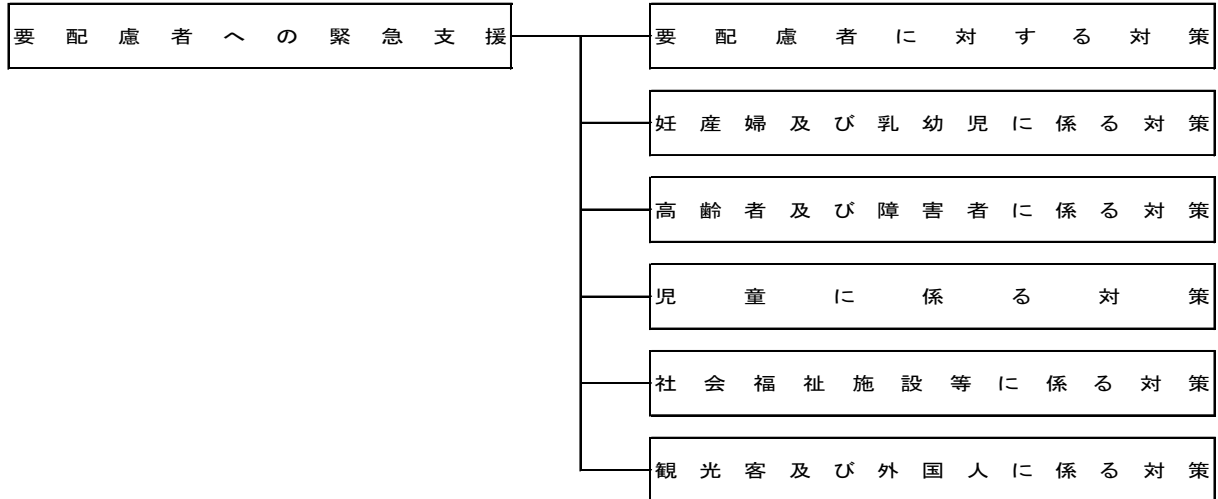 要配慮者への緊急支援
要配慮者に対する対策
妊産婦及び乳幼児に係る対策
高齢者及び障害者に係る対策
児童に係る対策
社会福祉施設等に係る対策
観光客及び外国人に係る対策